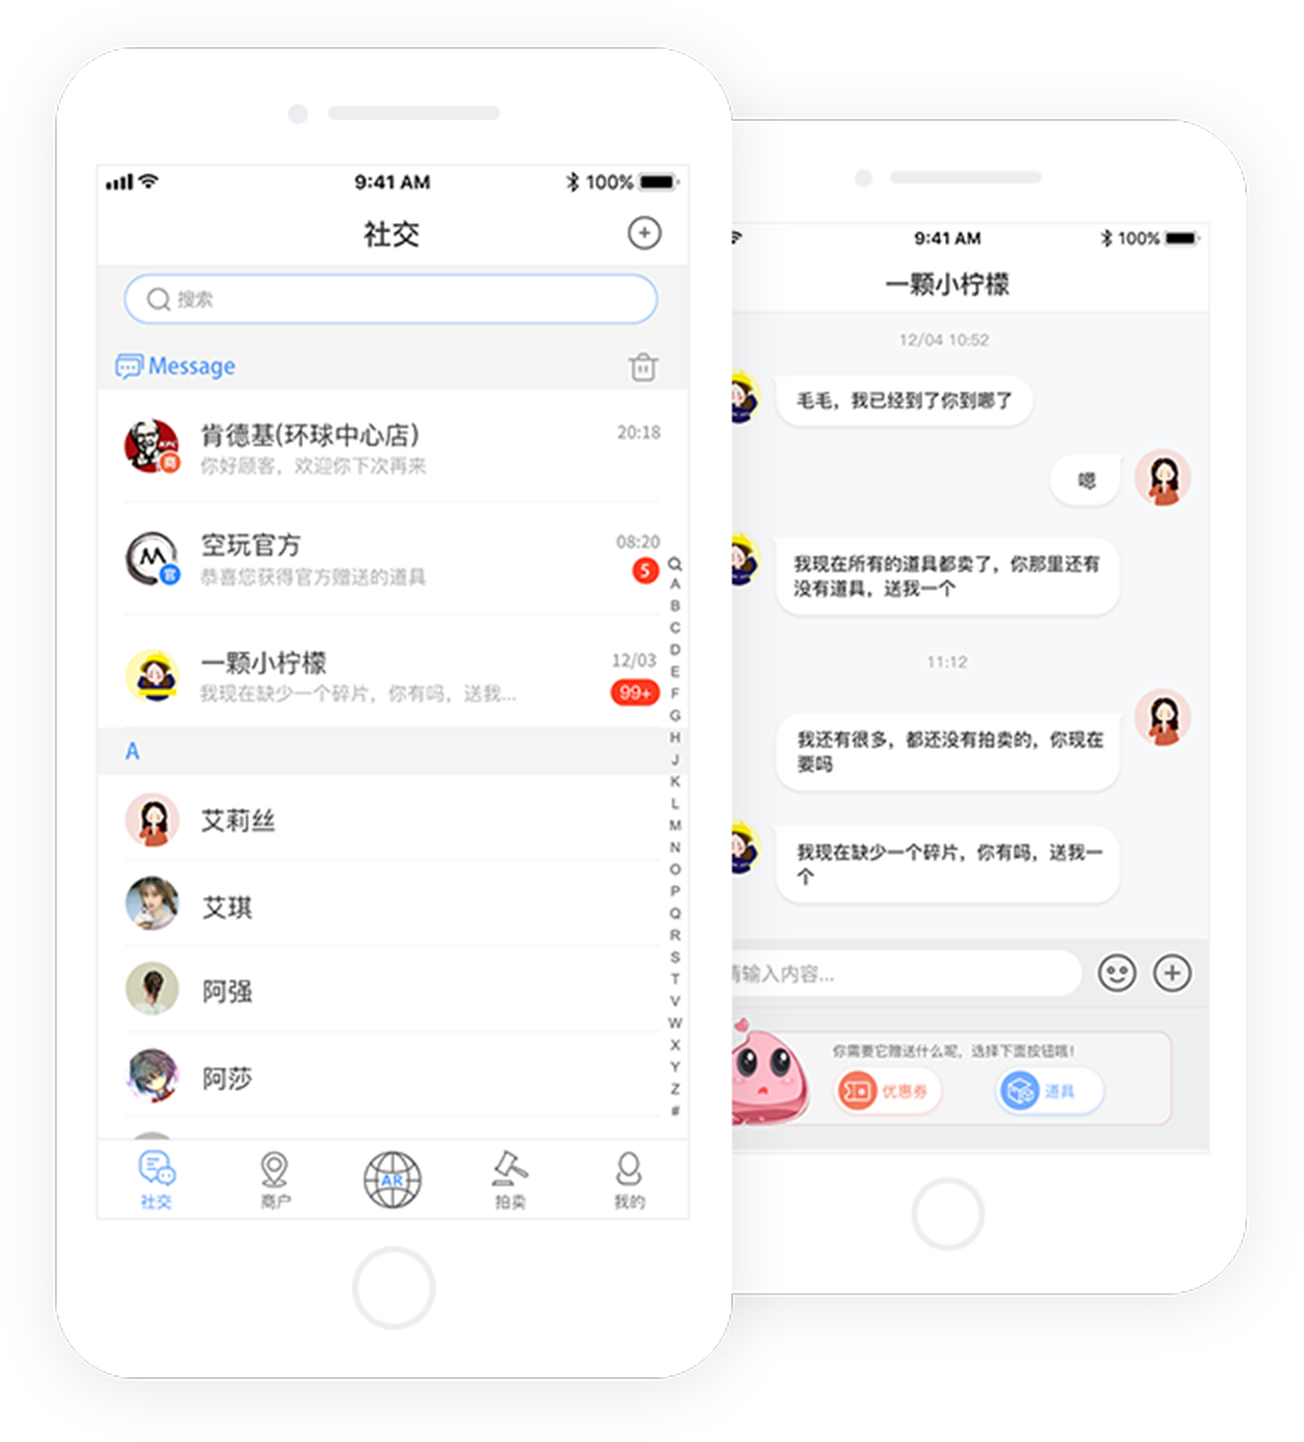 9:41 AM
100%
社交
搜索
Message
KFC
商
肯德基(环球中心店)
20:18
你好顾客，欢迎你下次再来
官
空玩官方
08:20
恭喜您获得官方赠送的道具
5
一颗小柠檬
12/03
我现在缺少一个碎片，你有吗，送我...
99+
A
艾莉丝
艾琪
阿强
阿莎
A
B
C
D
E
F
G
H
J
K
L
M
N
O
P
Q
R
S
T
V
W
X
Y
Z
#
社交
商户
AR
拍卖
我的
9:41 AM
100%
一颗小柠檬
12/04 10:52
毛毛，我已经到了你到哪了
嗯
我现在所有的道具都卖了，你那里还有
没有道具，送我一个
11:12
我还有很多，都还没有拍卖的，你现在
要吗
我现在缺少一个碎片，你有吗，送我一
个
请输入内容...
你需要它赠送什么呢，选择下面按钮哦！
优惠券
道具